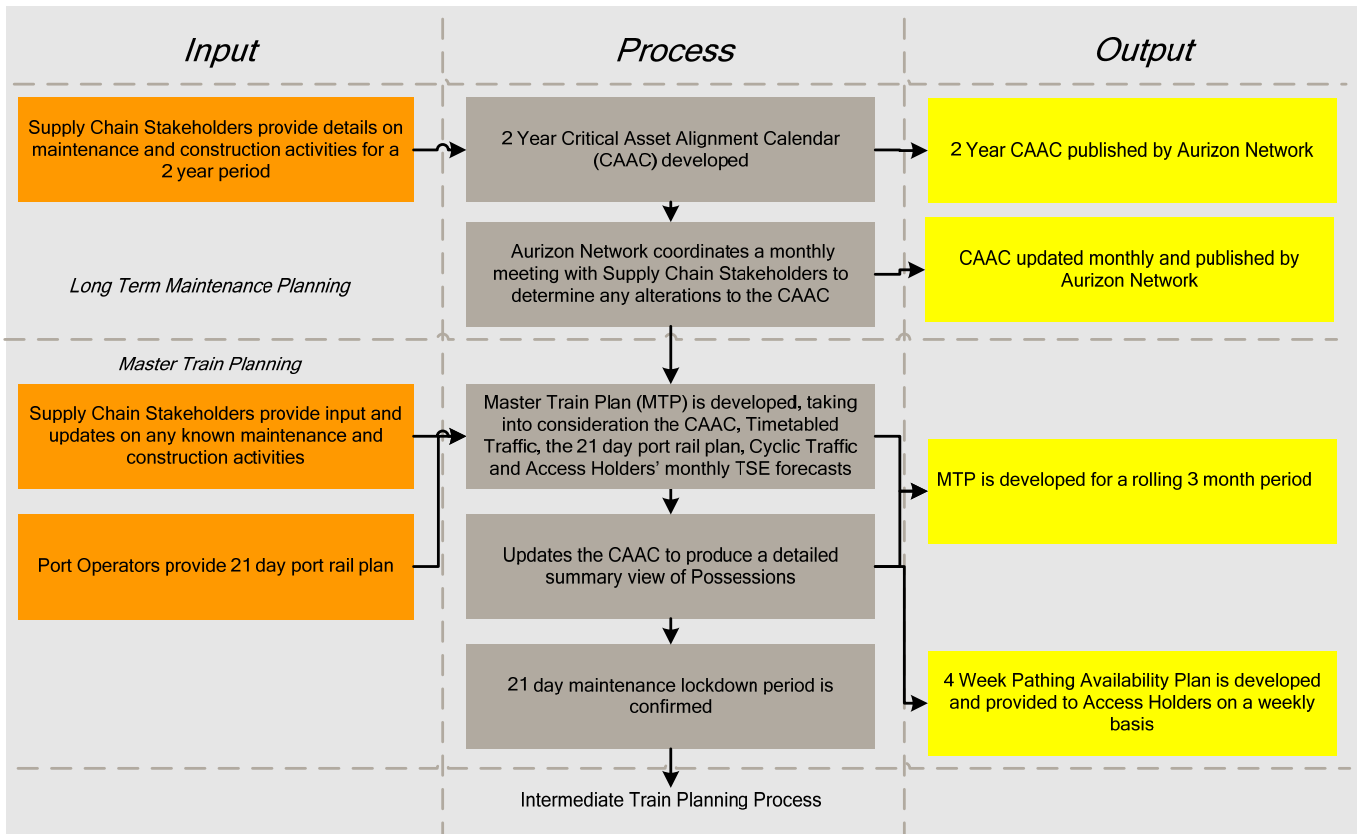 Input
Process
Output
Supply Chain Stakeholders provide details on
maintenance and construction activities for a
2 year period
2 Year Critical Asset Alignment Calendar
(CAAC) developed
2 Year CAAC published by Aurizon Network
Aurizon Network coordinates a monthly
meeting with Supply Chain Stakeholders to
determine any alterations to the CAAC
CAAC updated monthly and published by
Aurizon Network
Long Term Maintenance Planning
Master Train Planning
Supply Chain Stakeholders provide input and
updates on any known maintenance and
construction activities
Master Train Plan (MTP) is developed, taking
into consideration the CAAC, Timetabled
Traffic, the 21 day port rail plan, Cyclic Traffic
and Access Holders' monthly TSE forecasts
MTP is developed for a rolling 3 month period
Port Operators provide 21 day port rail plan
Updates the CAAC to produce a detailed
summary view of Possessions
21 day maintenance lockdown period is
confirmed
4 Week Pathing Availability Plan is developed
and provided to Access Holders on a weekly
basis
Intermediate Train Planning Process